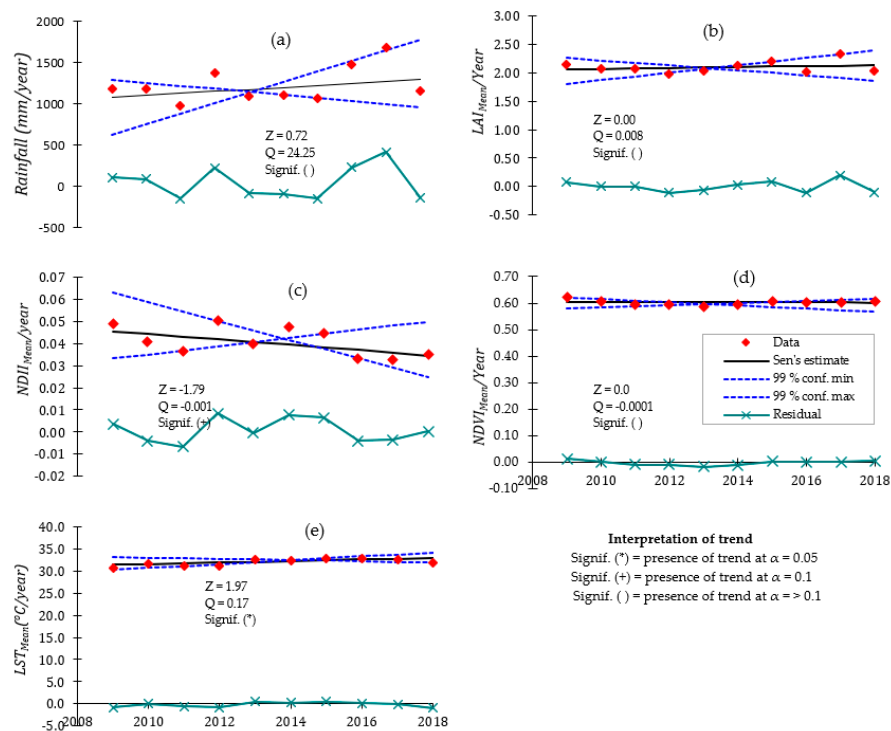 (a)
Rainfall (mm/year)
2000
1500
1000
500
0
-500
Z = 0.72
Q = 24.25
Signif. ( )
(b)
LAI Mean/Year
3.00
2.50
2.00
1.50
1.00
0.50
0.00
-0.50
Z = 0.00
Q = 0.008
Signif. ( )
(c)
NDII Mean/year
0.07
0.06
0.05
0.04
0.03
0.02
0.01
0.00
-0.01
-0.02
Z = -1.79
Q = -0.001
Signif. (+)
(d)
NDVI Mean/Year
0.70
0.60
0.50
0.40
0.30
0.20
0.10
0.00
-0.10
Z = 0.0
Q = -0.0001
Signif. ( )
Data
Sen's estimate
99 % conf. min
99 % conf. max
Residual
2008 2010 2012 2014 2016 2018
(e)
LST Mean(°C/year)
40.0
35.0
30.0
25.0
20.0
15.0
10.0
5.0
0.0
-5.0
Z = 1.97
Q = 0.17
Signif. (*)
2008 2010 2012 2014 2016 2018
Interpretation of trend
Signif. (*) = presence of trend at α = 0.05
Signif. (+) = presence of trend at α = 0.1
Signif. ( ) = presence of trend at α = > 0.1